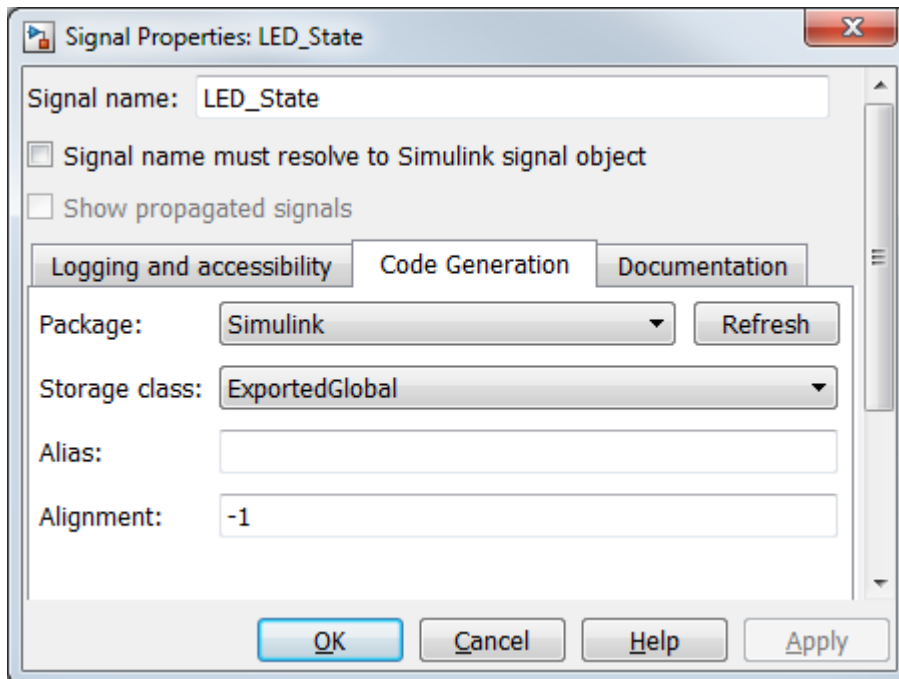 Signal Properties: LED_State
Signal name: LED_State
Signal name must resolve to Simulink signal object
Show propagated signals
Logging and accessibility Code Generation Documentation
Package: Simulink Refresh
Storage class: ExportedGlobal
Alias:
Alignment: -1
OK Cancel Help Apply